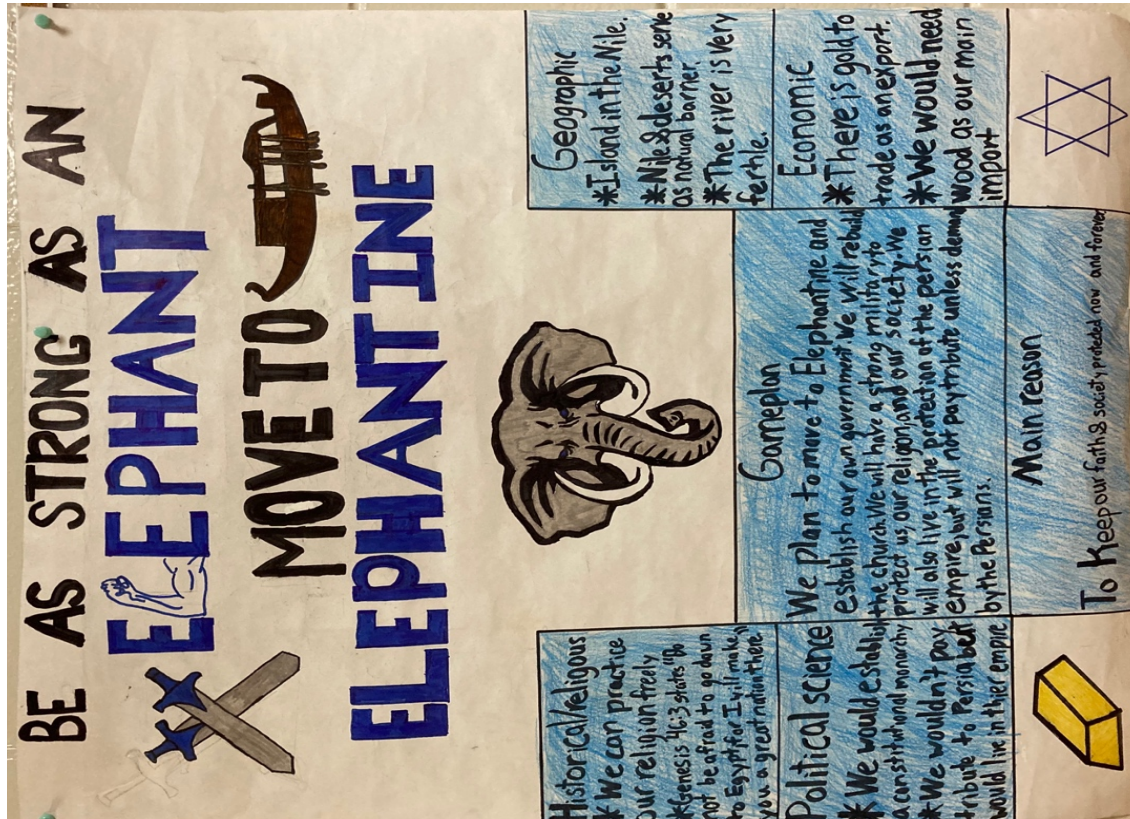 BE AS STRONG AS AN
ELEPHANT
MOVE TO
ELEPHANTINE
Historical/religous
* We can practice
our religion freely
*Genesis 46:3 states "Do
not be afraid to go down
to Egypt for I will make
you a great nation there
Political science
* We would establish
a constitutional monarchy
* We wouldn't pay
tribute to Persia but
would live in thier empire
Gameplan
We plan to more to Elephantine and
establish our own government. We will rebuild
the church. We will have a strong military to
protect us, our religion, and our society. We
will also live in the protection of the persian
empire, but will not pay tribute unless demand
by the Persians.
Main reason
To Keep our faith & society protected now and forever
Geographic
*Island in the Nile.
*Nile & deserts serve
as natural barrier.
*The river is very
fertile.
Economic
* There is gold to
trade as an export.
*We would need
wood as our main
import